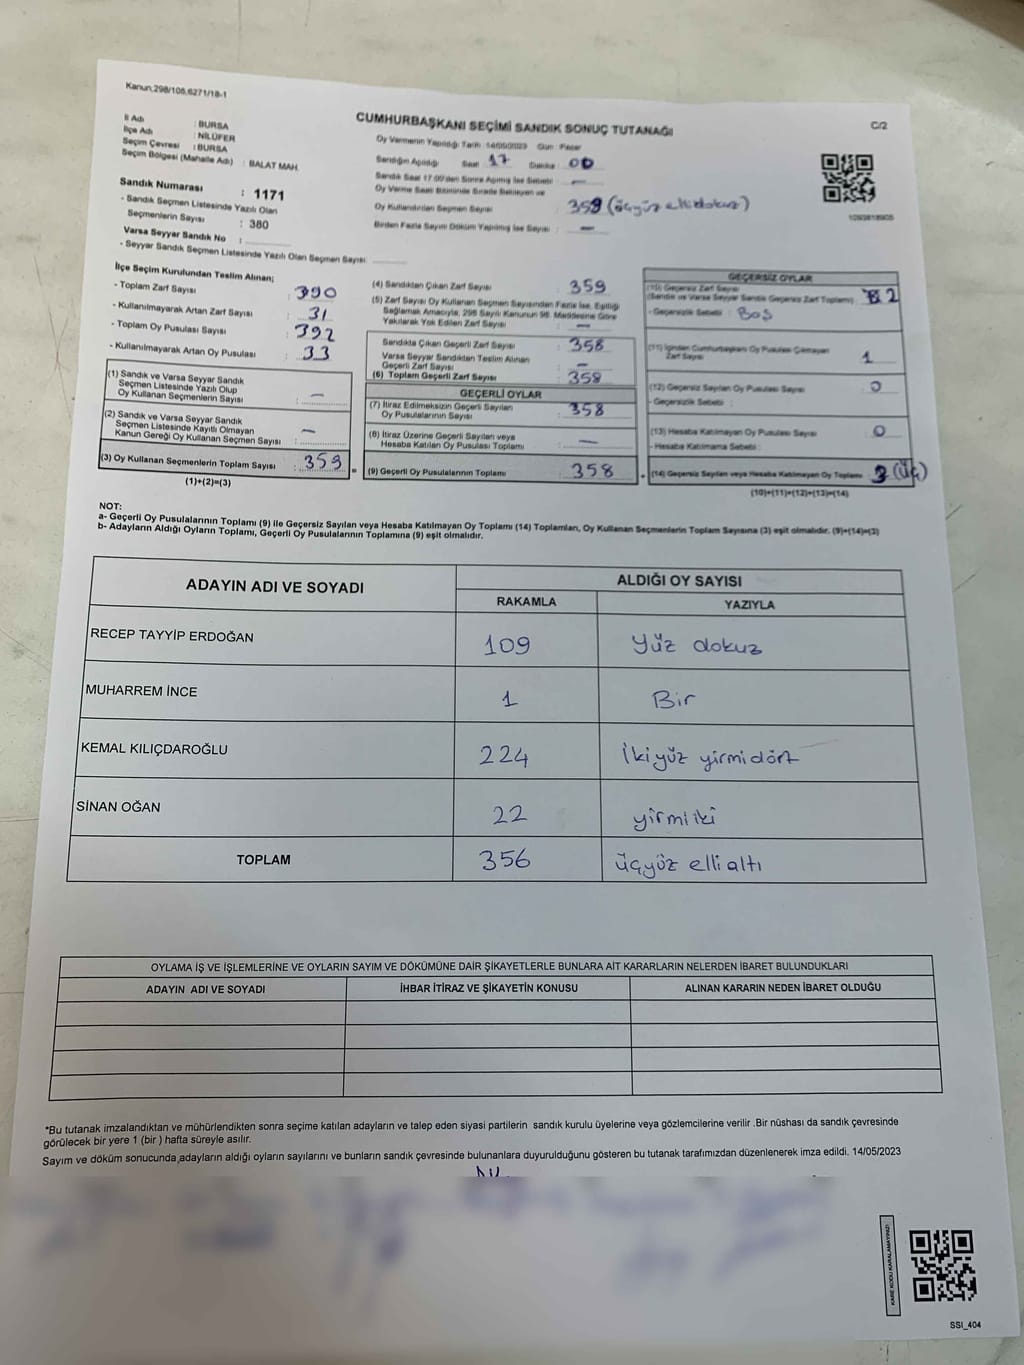 Kanun,298/105,6271/18-1
CUMHURBAŞKANI SEÇİMİ SANDIK SONUÇ TUTANAĞI
C/2
İl Adı : BURSA
İlçe Adı : NİLÜFER
Seçim Çevresi : BURSA
Seçim Bölgesi (Mahalle Adı) : BALAT MAH.
Sandık Numarası : 1171
- Sandık Seçmen Listesinde Yazılı Olan
Seçmenlerin Sayısı : 380
Varsa Seyyar Sandık No :
- Seyyar Sandık Seçmen Listesinde Yazılı Olan Seçmen Sayısı:
Oy Vermenin Yapıldığı Tarih 14/05/2023 Gün : Pazar
Sandığın Açıldığı Saat 17 Dakika : 00
Sandık Saat 17.00'den Sonra Açılmış İse Sebebi : —
Oy Verme Saati Bitiminde Sırada Bekleyen ve
Oy Kullandırılan Seçmen Sayısı : 359 (üçyüz ellidokuz)
Birden Fazla Sayım Döküm Yapılmış İse Sayısı : —
İlçe Seçim Kurulundan Teslim Alınan;
- Toplam Zarf Sayısı : 390
- Kullanılmayarak Artan Zarf Sayısı : 31
- Toplam Oy Pusulası Sayısı : 392
- Kullanılmayarak Artan Oy Pusulası : 33
(1) Sandık ve Varsa Seyyar Sandık
Seçmen Listesinde Yazılı Olup
Oy Kullanan Seçmenlerin Sayısı : —
(2) Sandık ve Varsa Seyyar Sandık
Seçmen Listesinde Kayıtlı Olmayan
Kanun Gereği Oy Kullanan Seçmen Sayısı : —
(3) Oy Kullanan Seçmenlerin Toplam Sayısı : 359
(1)+(2)=(3)
(4) Sandıktan Çıkan Zarf Sayısı : 359
(5) Zarf Sayısı Oy Kullanan Seçmen Sayısından Fazla İse, Eşitliği
Sağlamak Amacıyla, 298 Sayılı Kanunun 98. Maddesine Göre
Yakılarak Yok Edilen Zarf Sayısı : —
Sandıkta Çıkan Geçerli Zarf Sayısı : 358
Varsa Seyyar Sandıktan Teslim Alınan
Geçerli Zarf Sayısı : —
(6) Toplam Geçerli Zarf Sayısı : 358
GEÇERLİ OYLAR
(7) İtiraz Edilmeksizin Geçerli Sayılan
Oy Pusulalarının Sayısı : 358
(8) İtiraz Üzerine Geçerli Sayılan veya
Hesaba Katılan Oy Pusulası Toplamı : —
(9) Geçerli Oy Pusulalarının Toplamı : 358
GEÇERSİZ OYLAR
(10) Geçersiz Zarf Sayısı
(Sandık ve Varsa Seyyar Sandık Geçersiz Zarf Toplamı) : 2
- Geçersizlik Sebebi : Boş
(11) İçinden Cumhurbaşkanı Oy Pusulası Çıkmayan
Zarf Sayısı : 1
(12) Geçersiz Sayılan Oy Pusulası Sayısı : 0
- Geçersizlik Sebebi :
(13) Hesaba Katılmayan Oy Pusulası Sayısı : 0
- Hesaba Katılmama Sebebi :
(14) Geçersiz Sayılan veya Hesaba Katılmayan Oy Toplamı 3 (üç)
(10)+(11)+(12)+(13)=(14)
NOT:
a- Geçerli Oy Pusulalarının Toplamı (9) ile Geçersiz Sayılan veya Hesaba Katılmayan Oy Toplamı (14) Toplamları, Oy Kullanan Seçmenlerin Toplam Sayısına (3) eşit olmalıdır. (9)+(14)=(3)
b- Adayların Aldığı Oyların Toplamı, Geçerli Oy Pusulalarının Toplamına (9) eşit olmalıdır.
ADAYIN ADI VE SOYADI ALDIĞI OY SAYISI
RAKAMLA YAZIYLA
RECEP TAYYİP ERDOĞAN 109 Yüz dokuz
MUHARREM İNCE 1 Bir
KEMAL KILIÇDAROĞLU 224 İkiyüz yirmidört
SİNAN OĞAN 22 yirmiiki
TOPLAM 356 üçyüz elli altı
OYLAMA İŞ VE İŞLEMLERİNE VE OYLARIN SAYIM VE DÖKÜMÜNE DAİR ŞİKAYETLERLE BUNLARA AİT KARARLARIN NELERDEN İBARET BULUNDUKLARI
ADAYIN ADI VE SOYADI İHBAR İTİRAZ VE ŞİKAYETİN KONUSU ALINAN KARARIN NEDEN İBARET OLDUĞU
*Bu tutanak imzalandıktan ve mühürlendikten sonra seçime katılan adayların ve talep eden siyasi partilerin sandık kurulu üyelerine veya gözlemcilerine verilir .Bir nüshası da sandık çevresinde
görülecek bir yere 1 (bir ) hafta süreyle asılır.
Sayım ve döküm sonucunda,adayların aldığı oyların sayılarını ve bunların sandık çevresinde bulunanlara duyurulduğunu gösteren bu tutanak tarafımızdan düzenlenerek imza edildi. 14/05/2023
KARE KODU KARALAMAYINIZ!
SSI_404